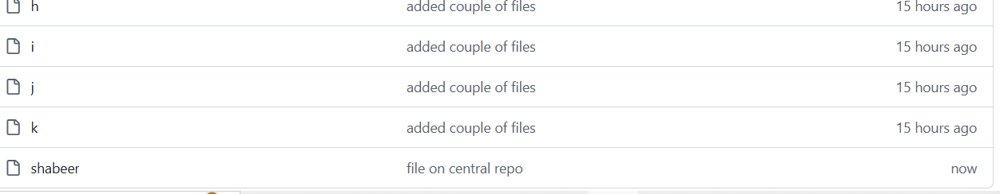 h added couple of files 15 hours ago
i added couple of files 15 hours ago
j added couple of files 15 hours ago
k added couple of files 15 hours ago
shabeer file on central repo now